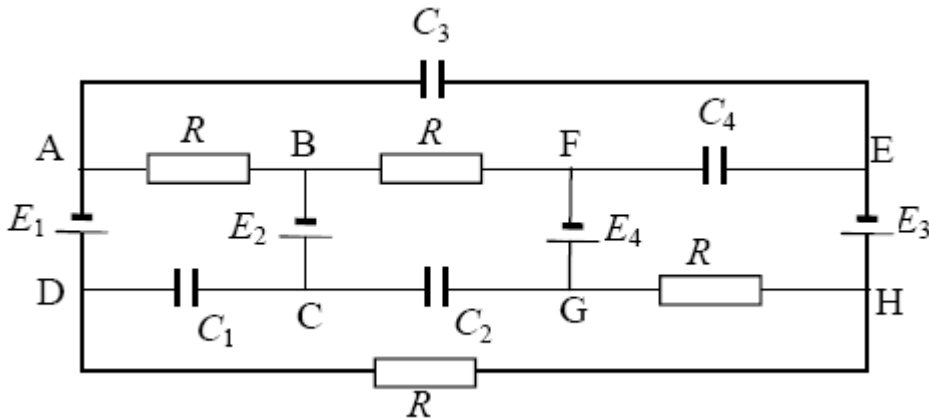 C₃
R R C₄
A B F E
E₁ E₂ E₄ E₃
R
D C G H
C₁ C₂
R